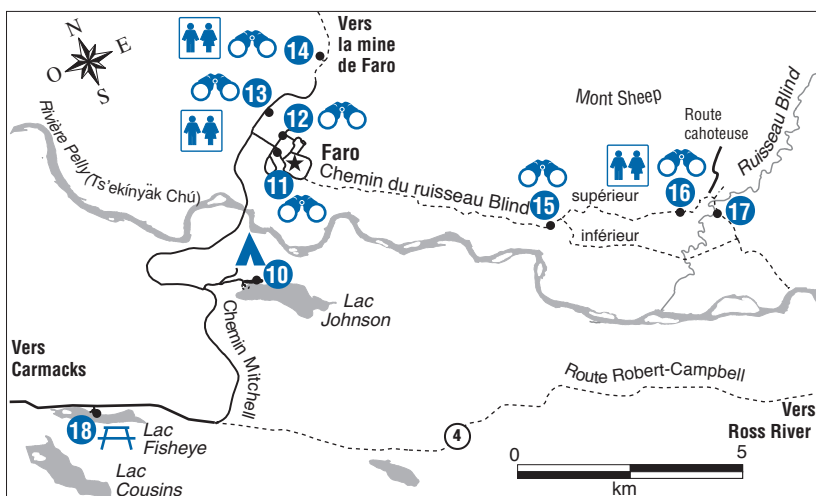 N
E
O
S
Vers
la mine
de Faro
14
13
12
Faro
11
Mont Sheep
Route
cahoteuse
Ruisseau Blind
Rivière Pelly (Ts'ekínyäk Chú)
Chemin du ruisseau Blind
supérieur
inférieur
15
16
17
10
Lac
Johnson
Chemin Mitchell
Vers
Carmacks
Route Robert-Campbell
18
Lac
Fisheye
Lac
Cousins
4
Vers
Ross River
0
5
km